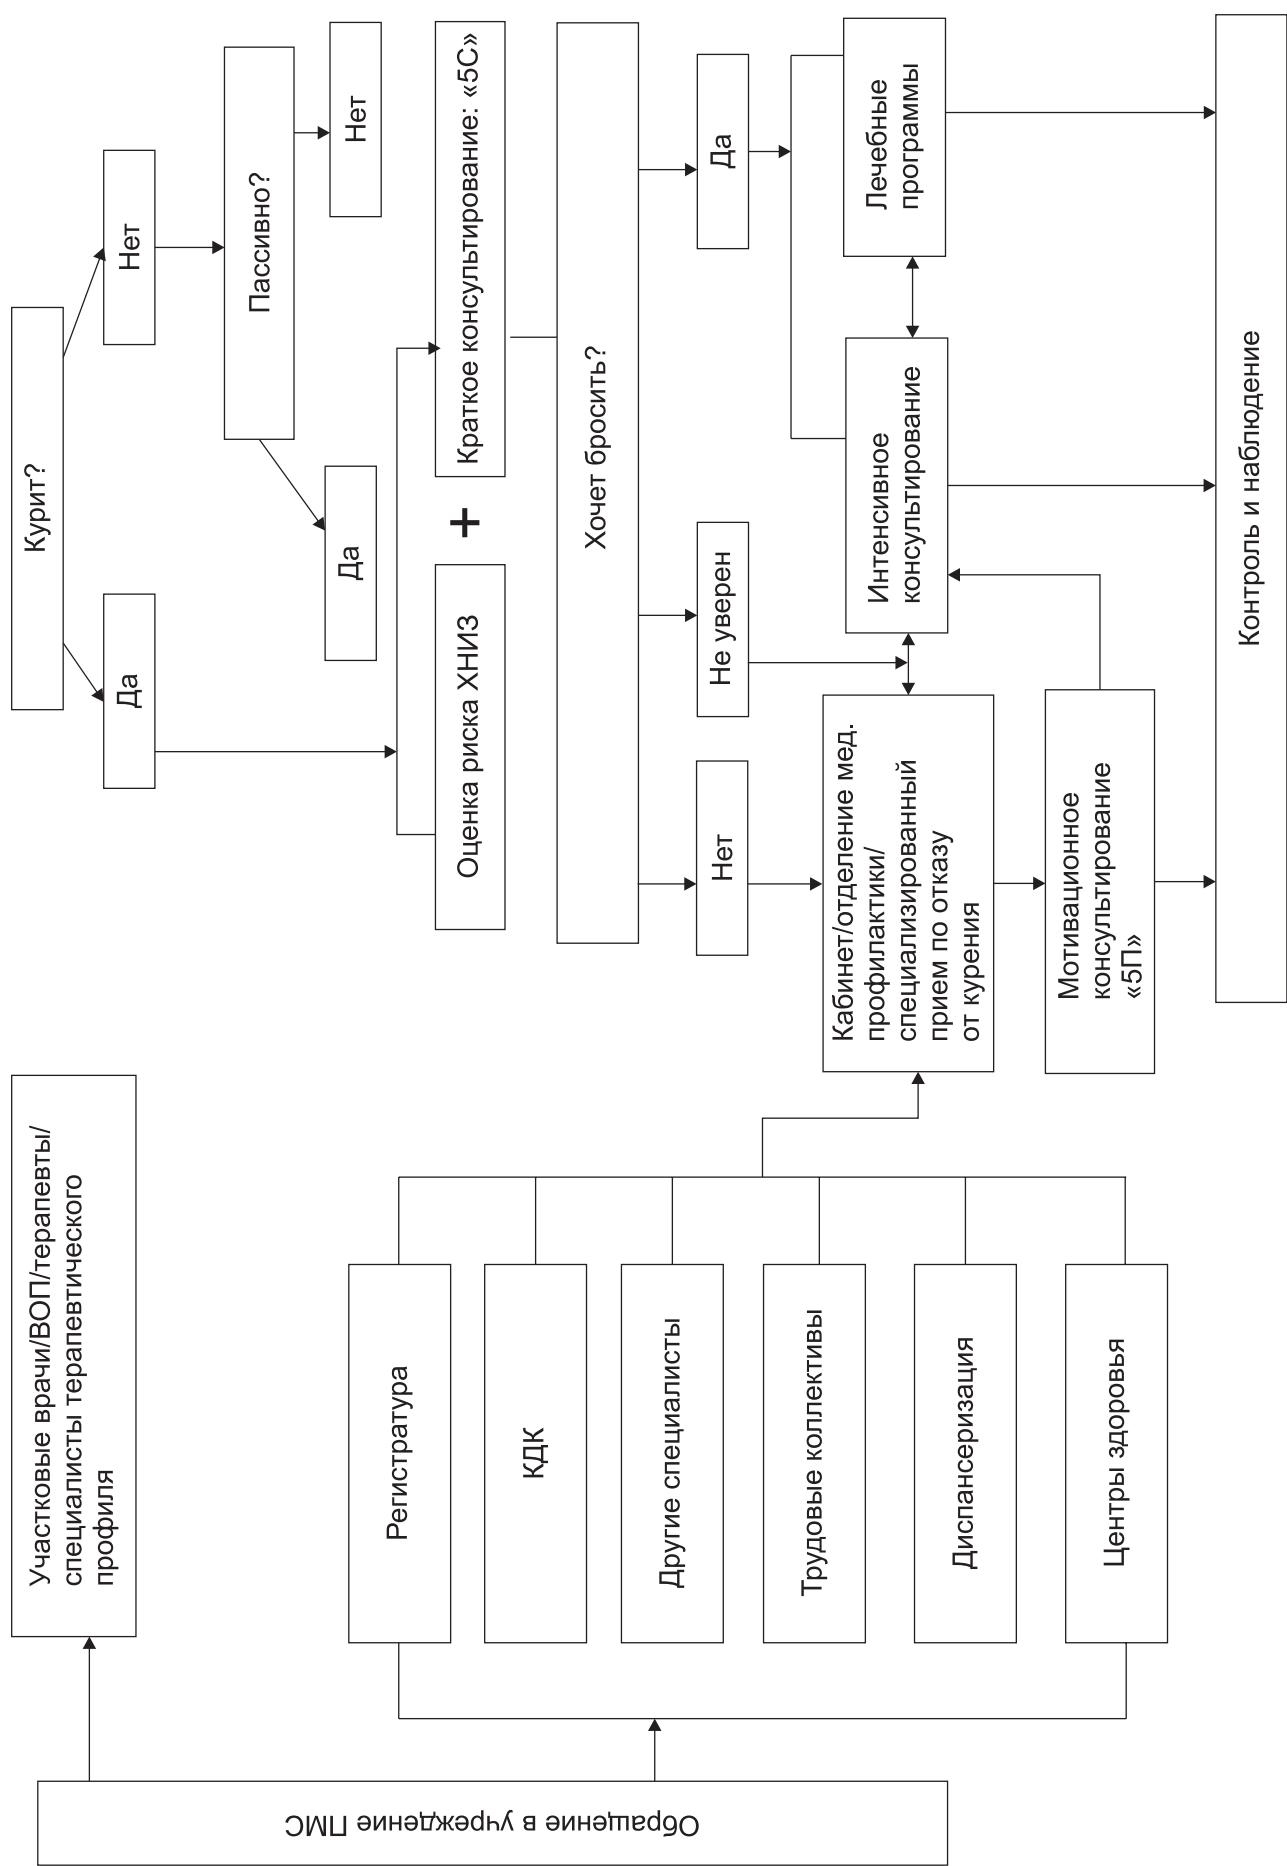 Обращение в учреждение ПМС
Участковые врачи/ВОП/терапевты/
специалисты терапевтического
профиля
Регистратура
КДК
Другие специалисты
Трудовые коллективы
Диспансеризация
Центры здоровья
Курит?
Да
Нет
Пассивно?
Да
Нет
Оценка риска ХНИЗ
+
Краткое консультирование: «5С»
Хочет бросить?
Нет
Не уверен
Да
Кабинет/отделение мед.
профилактики/
специализированный
прием по отказу
от курения
Интенсивное
консультирование
Лечебные
программы
Мотивационное
консультирование
«5П»
Контроль и наблюдение